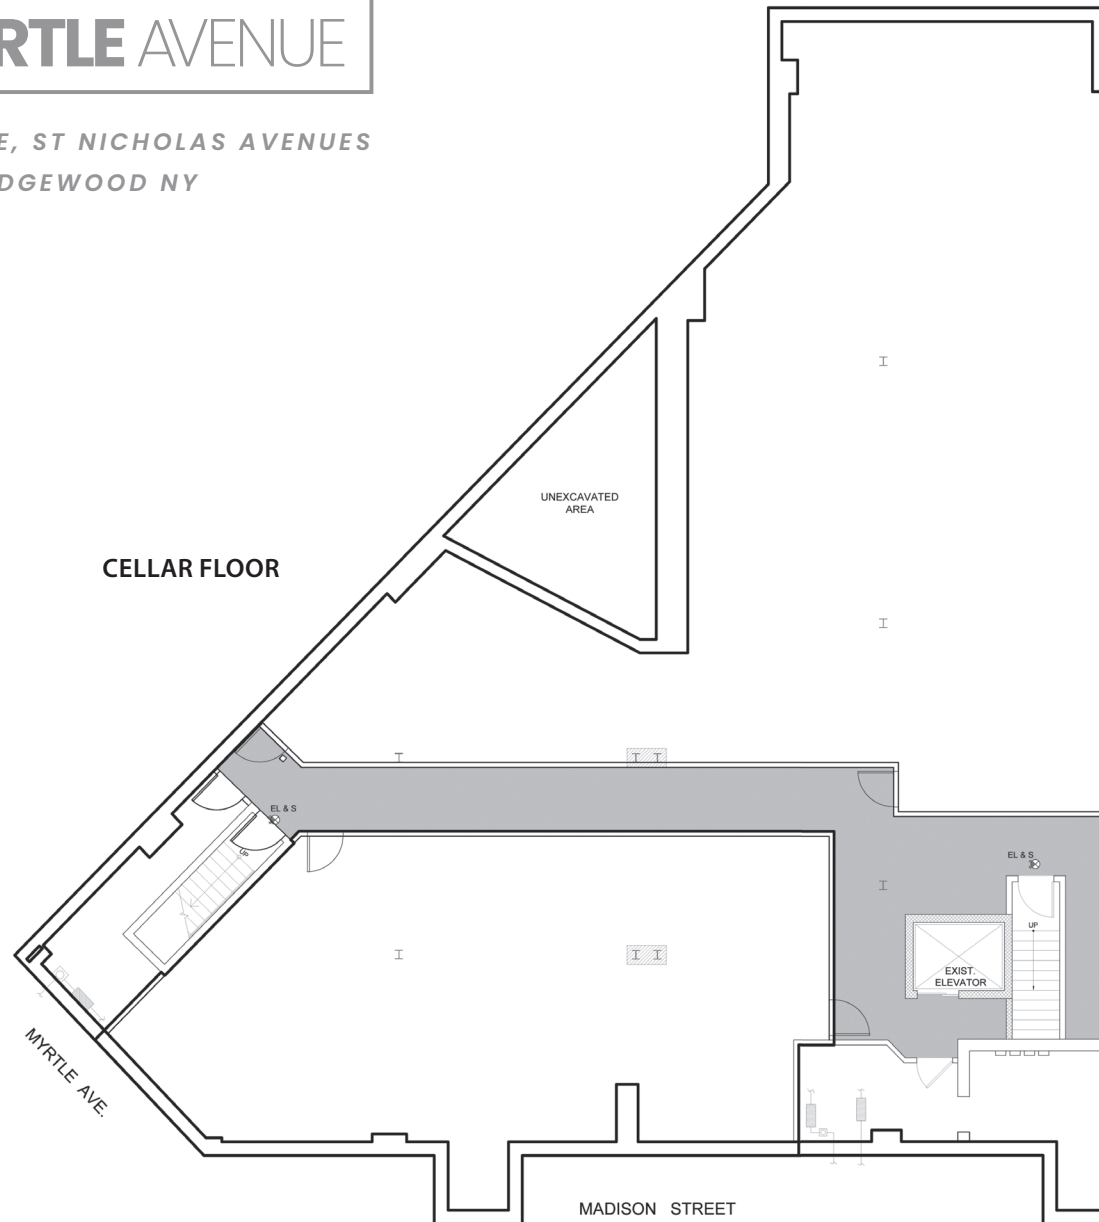 RTLE AVENUE
E, ST NICHOLAS AVENUES
DGEWOOD NY
UNEXCAVATED
AREA
CELLAR FLOOR
EL & S
UP
EL & S
UP
EXIST.
ELEVATOR
MYRTLE AVE.
MADISON STREET